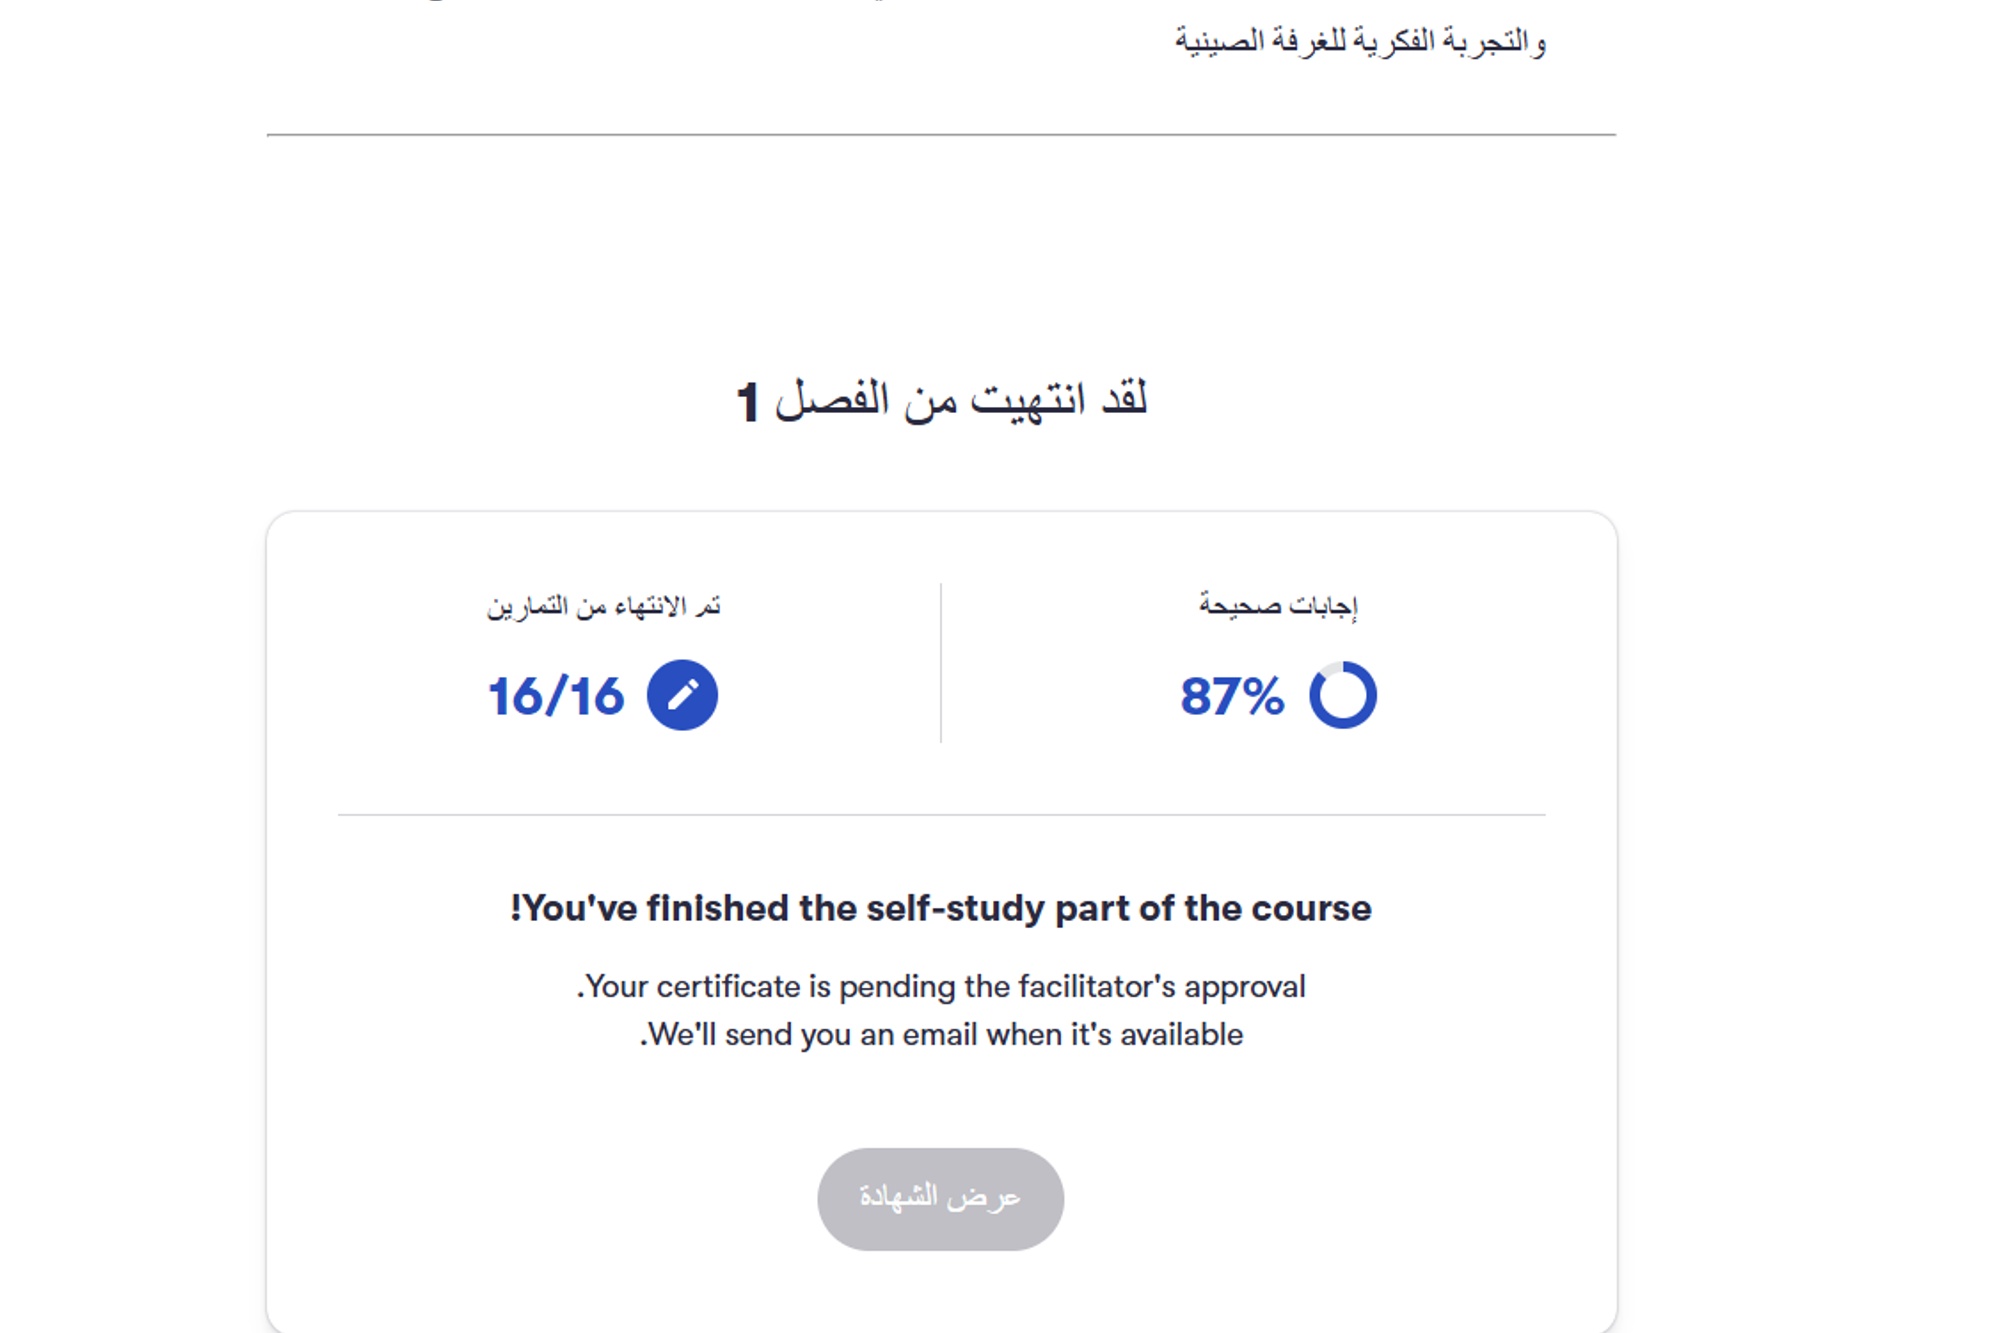 والتجربة الفكرية للغرفة الصينية
لقد انتهيت من الفصل 1
إجابات صحيحة
87%
تم الانتهاء من التمارين
16/16
You've finished the self-study part of the course!
Your certificate is pending the facilitator's approval.
We'll send you an email when it's available.
عرض الشهادة